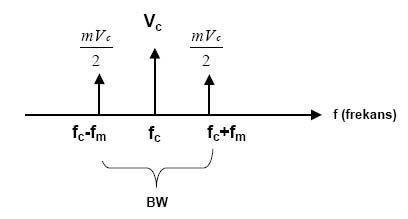 V_c
mV_c/2 mV_c/2
f (frekans)
f_c-f_m f_c f_c+f_m
BW